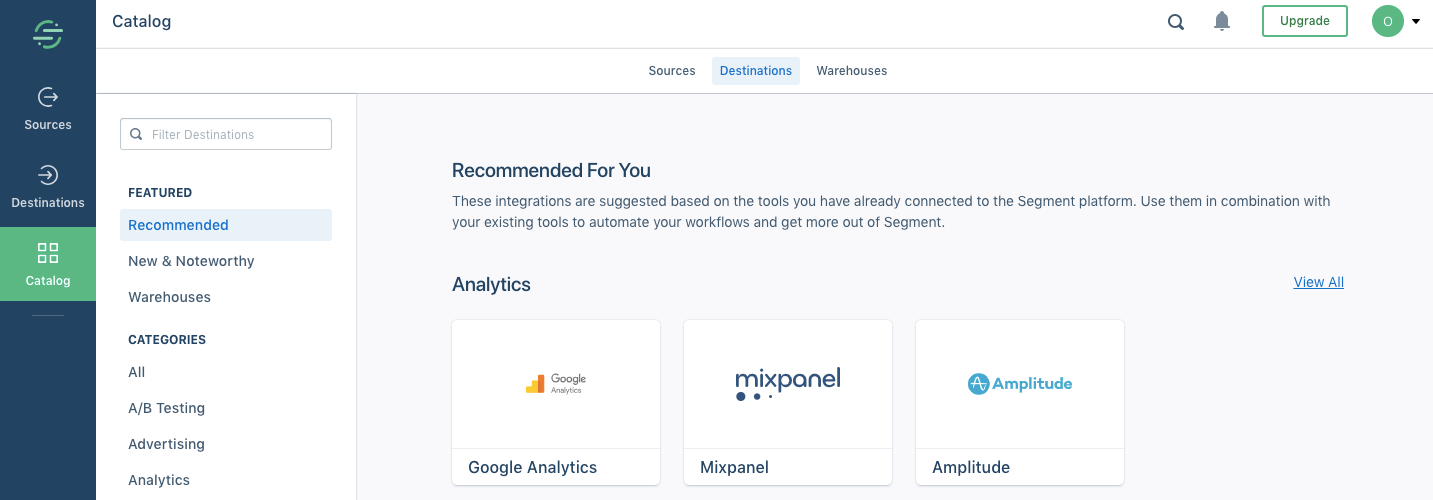 Catalog
Upgrade
O
Sources
Destinations
Warehouses
Sources
Destinations
Catalog
Filter Destinations
FEATURED
Recommended
New & Noteworthy
Warehouses
CATEGORIES
All
A/B Testing
Advertising
Analytics
Recommended For You
These integrations are suggested based on the tools you have already connected to the Segment platform. Use them in combination with
your existing tools to automate your workflows and get more out of Segment.
Analytics
View All
Google
Analytics
Google Analytics
mixpanel
Mixpanel
Amplitude
Amplitude